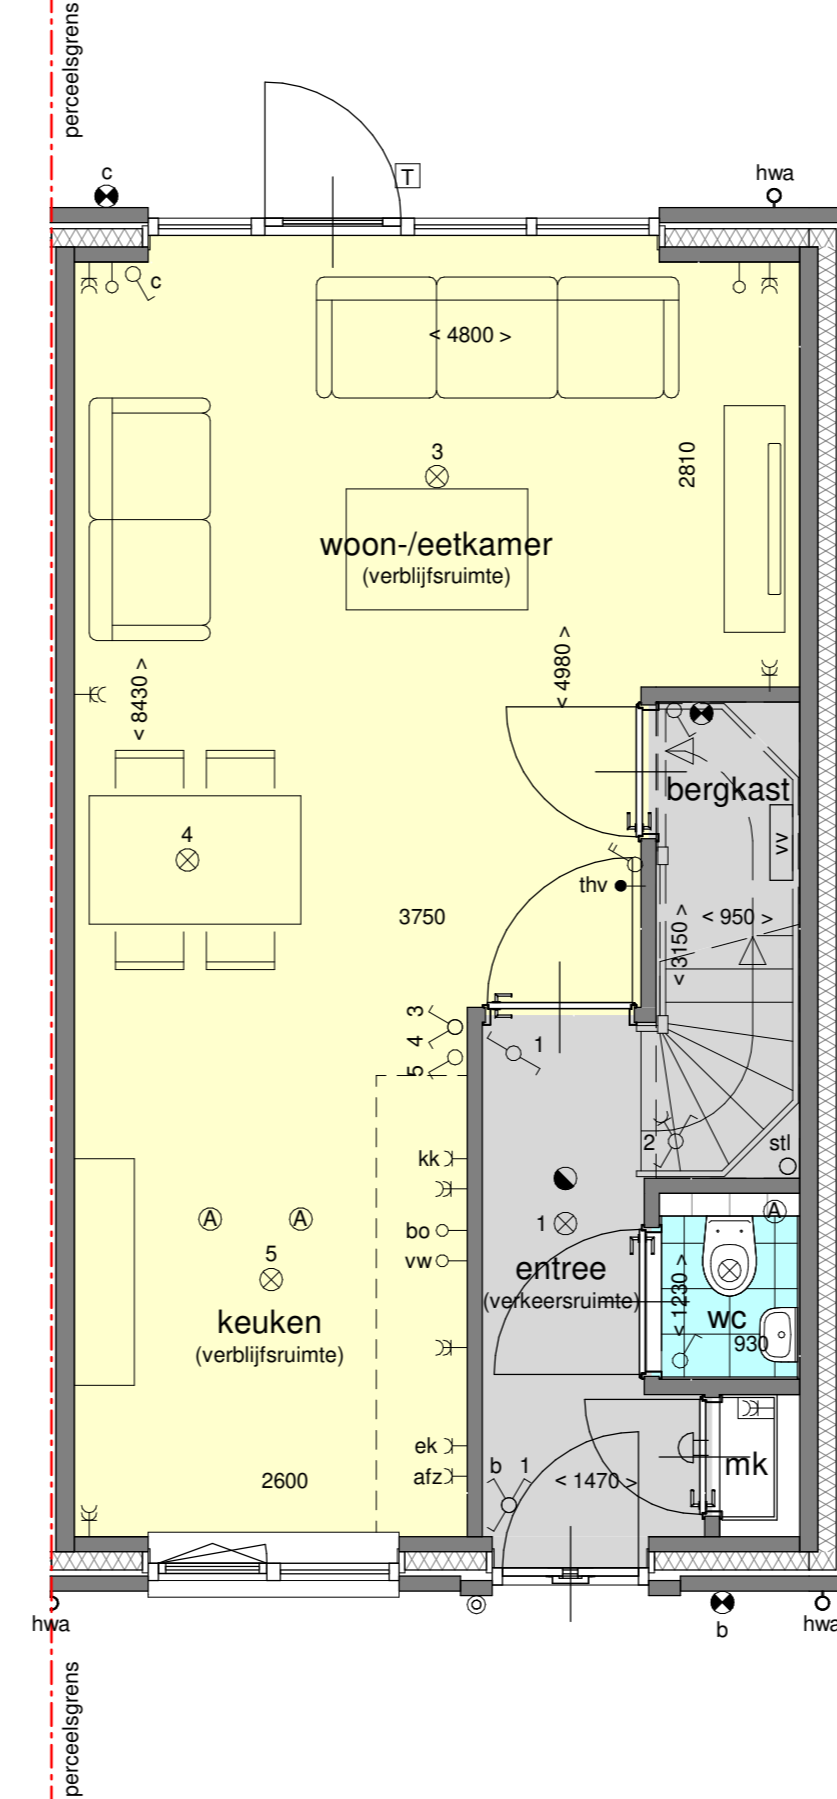 perceelsgrens
c
T
hwa
c
< 4800 >
3
2810
woon-/eetkamer
(verblijfsruimte)
< 8430 >
< 4980 >
bergkast
4
vv
thv
3750
< 3150 >
< 950 >
3
4
5
1
2
stl
kk
A
A
A
bo
1
vw
5
entree
(verkeersruimte)
< 1230 >
wc
930
keuken
(verblijfsruimte)
ek
afz
b
1
mk
2600
< 1470 >
hwa
b
hwa
perceelsgrens